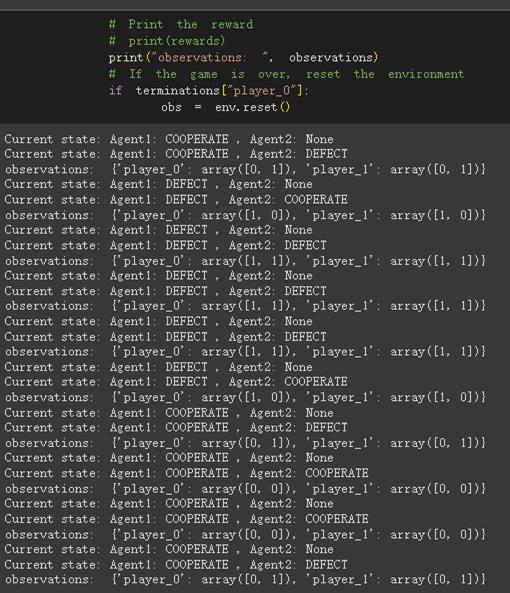 # Print the reward
# print(rewards)
print("observations: ", observations)
# If the game is over, reset the environment
if terminations["player_0"]:
obs = env.reset()
Current state: Agent1: COOPERATE , Agent2: None
Current state: Agent1: COOPERATE , Agent2: DEFECT
observations: {'player_0': array([0, 1]), 'player_1': array([0, 1])}
Current state: Agent1: DEFECT , Agent2: None
Current state: Agent1: DEFECT , Agent2: COOPERATE
observations: {'player_0': array([1, 0]), 'player_1': array([1, 0])}
Current state: Agent1: DEFECT , Agent2: None
Current state: Agent1: DEFECT , Agent2: DEFECT
observations: {'player_0': array([1, 1]), 'player_1': array([1, 1])}
Current state: Agent1: DEFECT , Agent2: None
Current state: Agent1: DEFECT , Agent2: DEFECT
observations: {'player_0': array([1, 1]), 'player_1': array([1, 1])}
Current state: Agent1: DEFECT , Agent2: None
Current state: Agent1: DEFECT , Agent2: DEFECT
observations: {'player_0': array([1, 1]), 'player_1': array([1, 1])}
Current state: Agent1: DEFECT , Agent2: None
Current state: Agent1: DEFECT , Agent2: COOPERATE
observations: {'player_0': array([1, 0]), 'player_1': array([1, 0])}
Current state: Agent1: COOPERATE , Agent2: None
Current state: Agent1: COOPERATE , Agent2: DEFECT
observations: {'player_0': array([0, 1]), 'player_1': array([0, 1])}
Current state: Agent1: COOPERATE , Agent2: None
Current state: Agent1: COOPERATE , Agent2: COOPERATE
observations: {'player_0': array([0, 0]), 'player_1': array([0, 0])}
Current state: Agent1: COOPERATE , Agent2: None
Current state: Agent1: COOPERATE , Agent2: COOPERATE
observations: {'player_0': array([0, 0]), 'player_1': array([0, 0])}
Current state: Agent1: COOPERATE , Agent2: None
Current state: Agent1: COOPERATE , Agent2: DEFECT
observations: {'player_0': array([0, 1]), 'player_1': array([0, 1])}